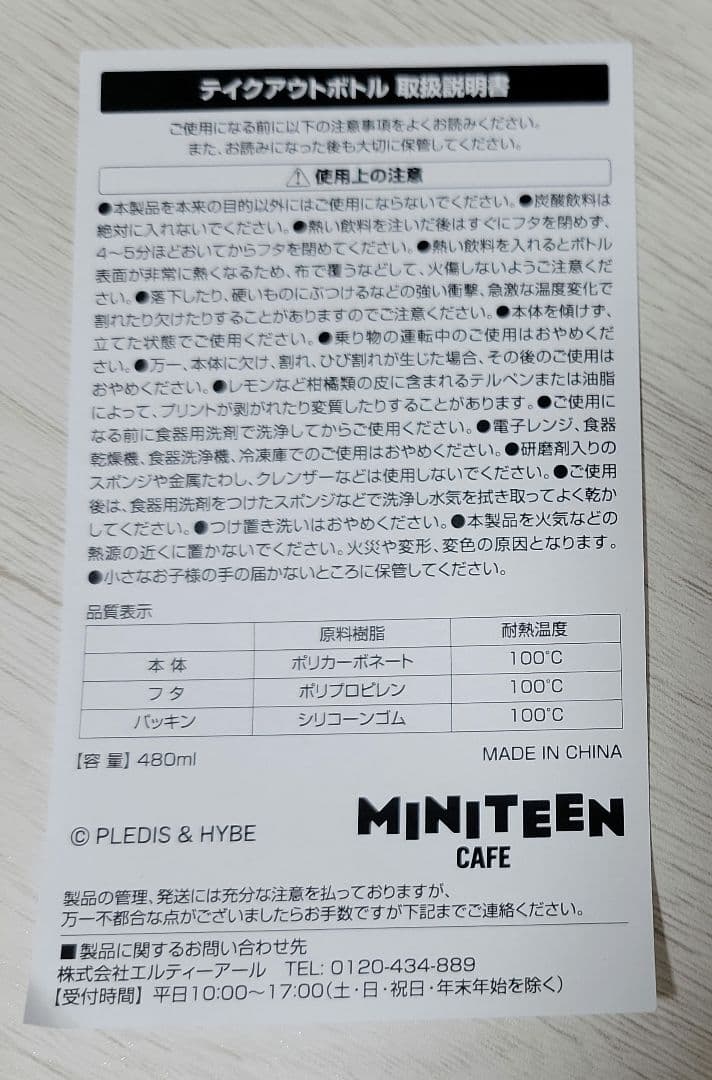 テイクアウトボトル 取扱説明書
ご使用になる前に以下の注意事項をよくお読みください。
また、お読みになった後も大切に保管してください。
⚠ 使用上の注意
●本製品を本来の目的以外にはご使用にならないでください。●炭酸飲料は
絶対に入れないでください。●熱い飲料を注いだ後はすぐにフタを閉めず、
4〜5分ほどおいてからフタを閉めてください。●熱い飲料を入れるとボトル
表面が非常に熱くなるため、布で覆うなどして、火傷しないようご注意くだ
さい。●落下したり、硬いものにぶつけるなどの強い衝撃、急激な温度変化で
割れたり欠けたりすることがありますのでご注意ください。●本体を傾けず、
立てた状態でご使用ください。●乗り物の運転中のご使用はおやめくだ
さい。●万一、本体に欠け、割れ、ひび割れが生じた場合、その後のご使用は
おやめください。●レモンなど柑橘類の皮に含まれるテルペンまたは油脂
によって、プリントが剥がれたり変質したりすることがあります。●ご使用に
なる前に食器用洗剤で洗浄してからご使用ください。●電子レンジ、食器
乾燥機、食器洗浄機、冷凍庫でのご使用はおやめください。●研磨剤入りの
スポンジや金属たわし、クレンザーなどは使用しないでください。●ご使用
後は、食器用洗剤をつけたスポンジなどで洗浄し水気を拭き取ってよく乾か
してください。●つけ置き洗いはおやめください。●本製品を火気などの
熱源の近くに置かないでください。火災や変形、変色の原因となります。
●小さなお子様の手の届かないところに保管してください。
品質表示
原料樹脂 耐熱温度
本 体 ポリカーボネート 100℃
フ タ ポリプロピレン 100℃
パッキン シリコーンゴム 100℃
【容 量】480ml MADE IN CHINA
© PLEDIS & HYBE
MINITEEN
CAFE
製品の管理、発送には充分な注意を払っておりますが、
万一不都合な点がございましたらお手数ですが下記までご連絡ください。
■製品に関するお問い合わせ先
株式会社エルティーアール TEL: 0120-434-889
【受付時間】平日10:00〜17:00(土・日・祝日・年末年始を除く)